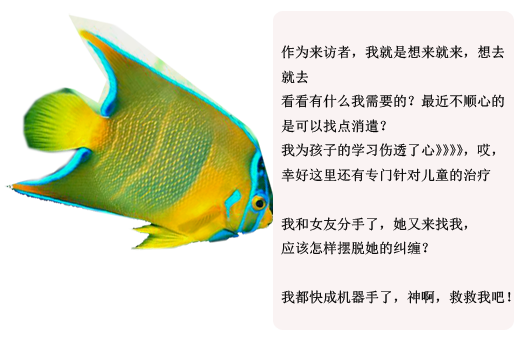 作为来访者，我就是想来就来，想去
就去
看看有什么我需要的？最近不顺心的
是可以找点消遣？
我为孩子的学习伤透了心》》》》，哎，
幸好这里还有专门针对儿童的治疗
我和女友分手了，她又来找我，
应该怎样摆脱她的纠缠？
我都快成机器手了，神啊，救救我吧！